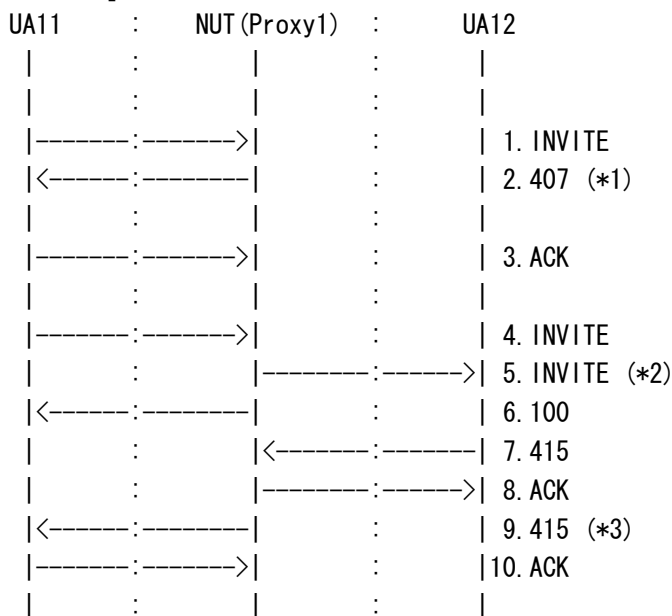 UA11 : NUT(Proxy1) : UA12
| : | : |
| : | : |
|-------:------->| : | 1. INVITE
|<------:--------| : | 2. 407 (*1)
| : | : |
|-------:------->| : | 3. ACK
| : | : |
|-------:------->| : | 4. INVITE
| : |--------:------>| 5. INVITE (*2)
|<------:--------| : | 6. 100
| : |<-------:-------| 7. 415
| : |--------:------>| 8. ACK
|<------:--------| : | 9. 415 (*3)
|-------:------->| : |10. ACK
| : | : |